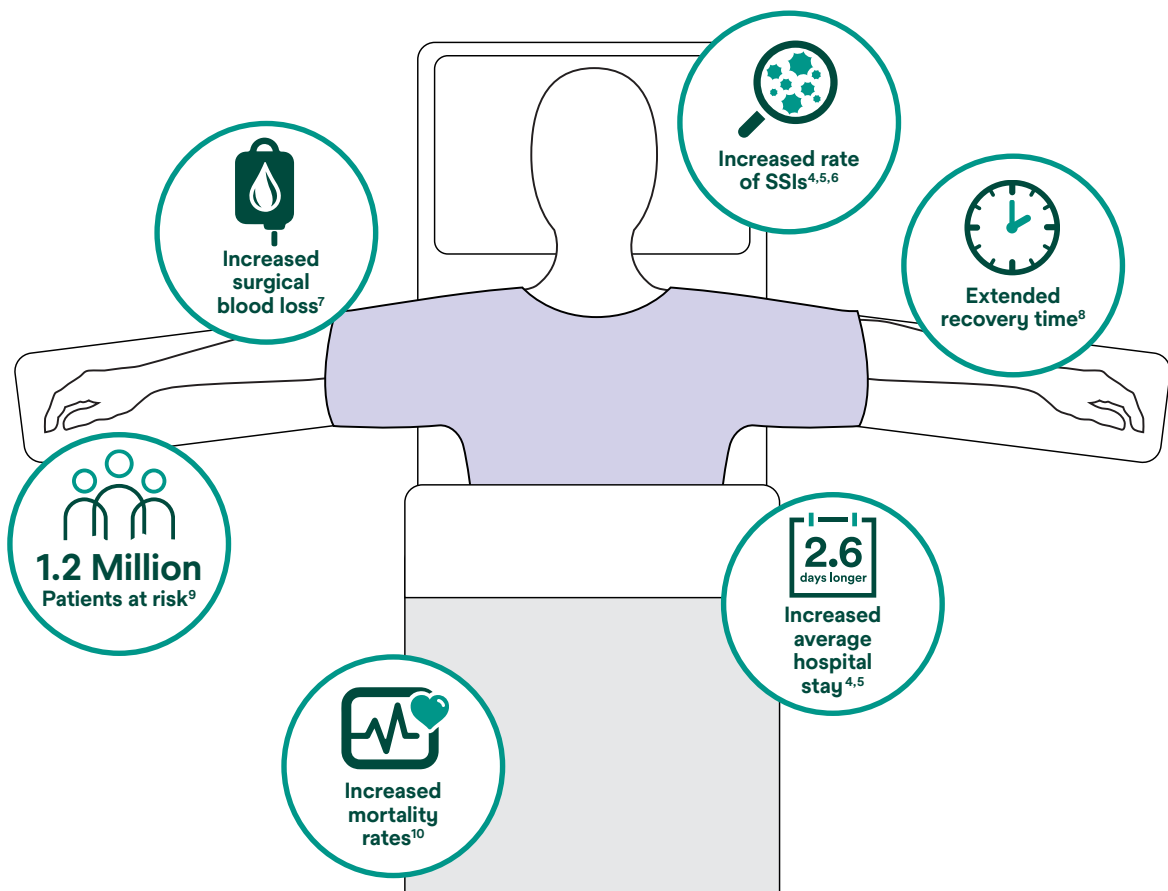 Increased rate
of SSIs⁴,⁵,⁶
Increased
surgical
blood loss⁷
Extended
recovery time⁸
1.2 Million
Patients at risk⁹
2.6
days longer
Increased
average
hospital
stay⁴,⁵
Increased
mortality
rates¹⁰